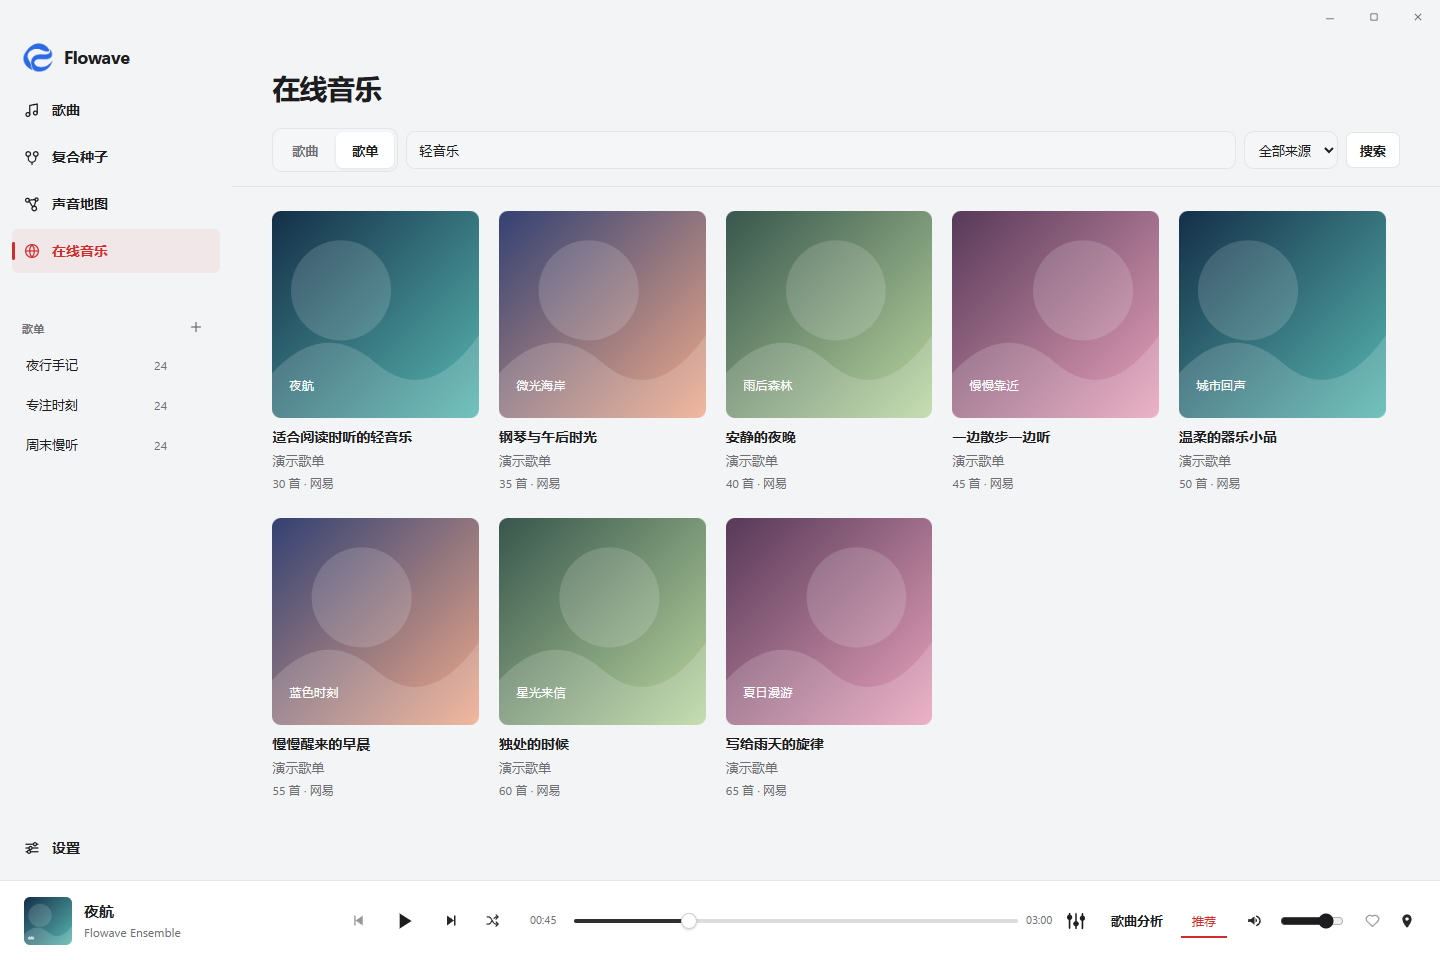 Flowave
歌曲
复合种子
声音地图
在线音乐
歌单
夜行手记 24
专注时刻 24
周末慢听 24
设置
在线音乐
歌曲 歌单 轻音乐 全部来源 搜索
夜航
适合阅读时听的轻音乐
演示歌单
30 首 · 网易
微光海岸
钢琴与午后时光
演示歌单
35 首 · 网易
雨后森林
安静的夜晚
演示歌单
40 首 · 网易
慢慢靠近
一边散步一边听
演示歌单
45 首 · 网易
城市回声
温柔的器乐小品
演示歌单
50 首 · 网易
蓝色时刻
慢慢醒来的早晨
演示歌单
55 首 · 网易
星光来信
独处的时候
演示歌单
60 首 · 网易
夏日漫游
写给雨天的旋律
演示歌单
65 首 · 网易
夜航
Flowave Ensemble
00:45 03:00 歌曲分析 推荐